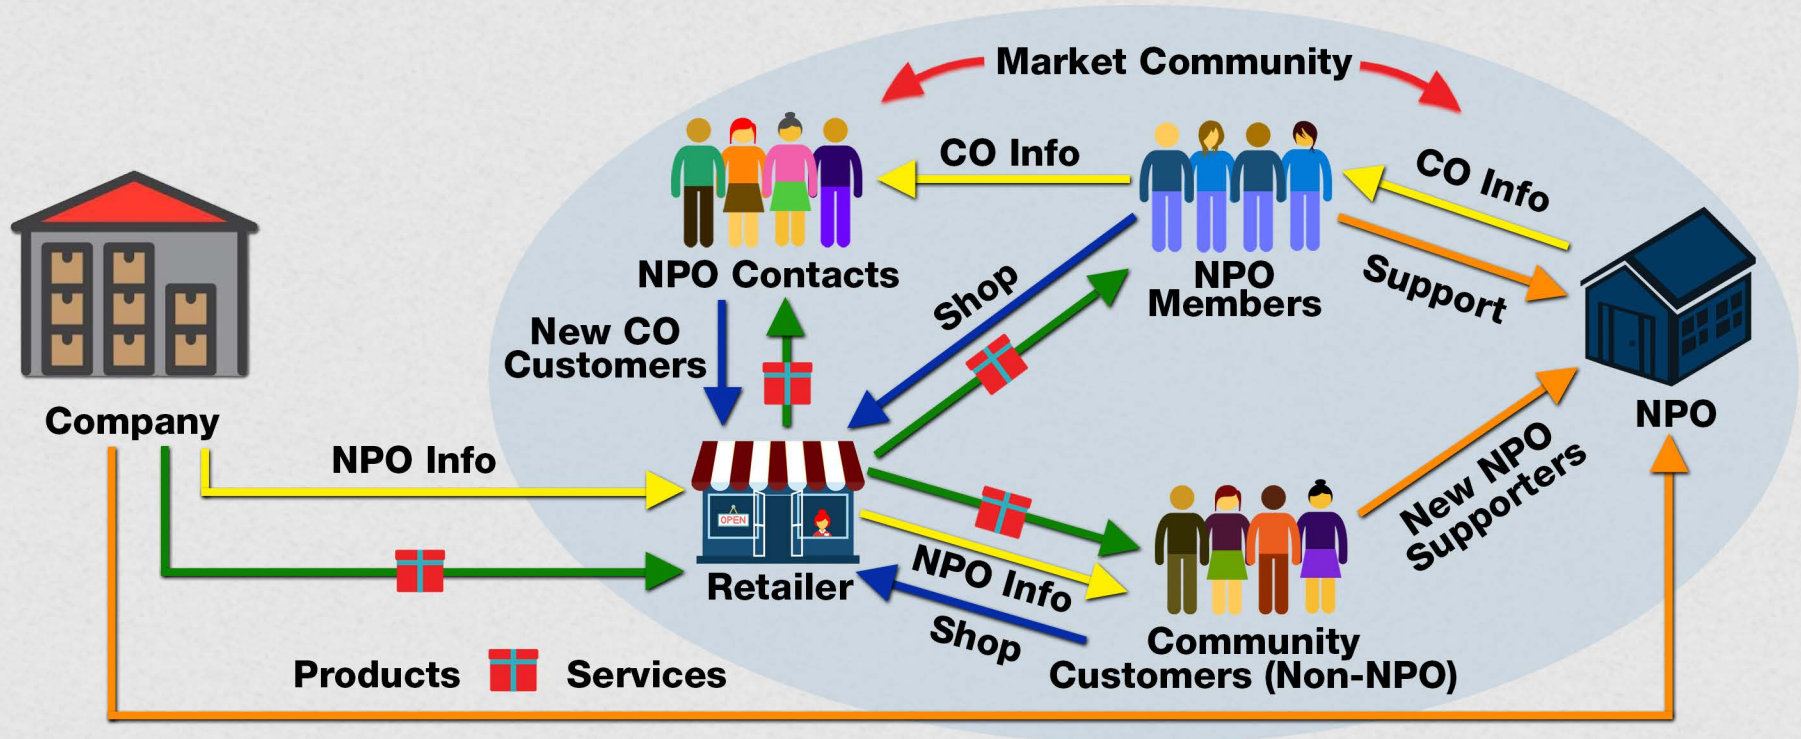 Market Community
CO Info
CO Info
NPO Contacts
NPO
Members
Support
Shop
New CO
Customers
Company
NPO
NPO Info
New NPO
Supporters
OPEN
Retailer
NPO Info
Shop
Community
Customers (Non-NPO)
Products
Services